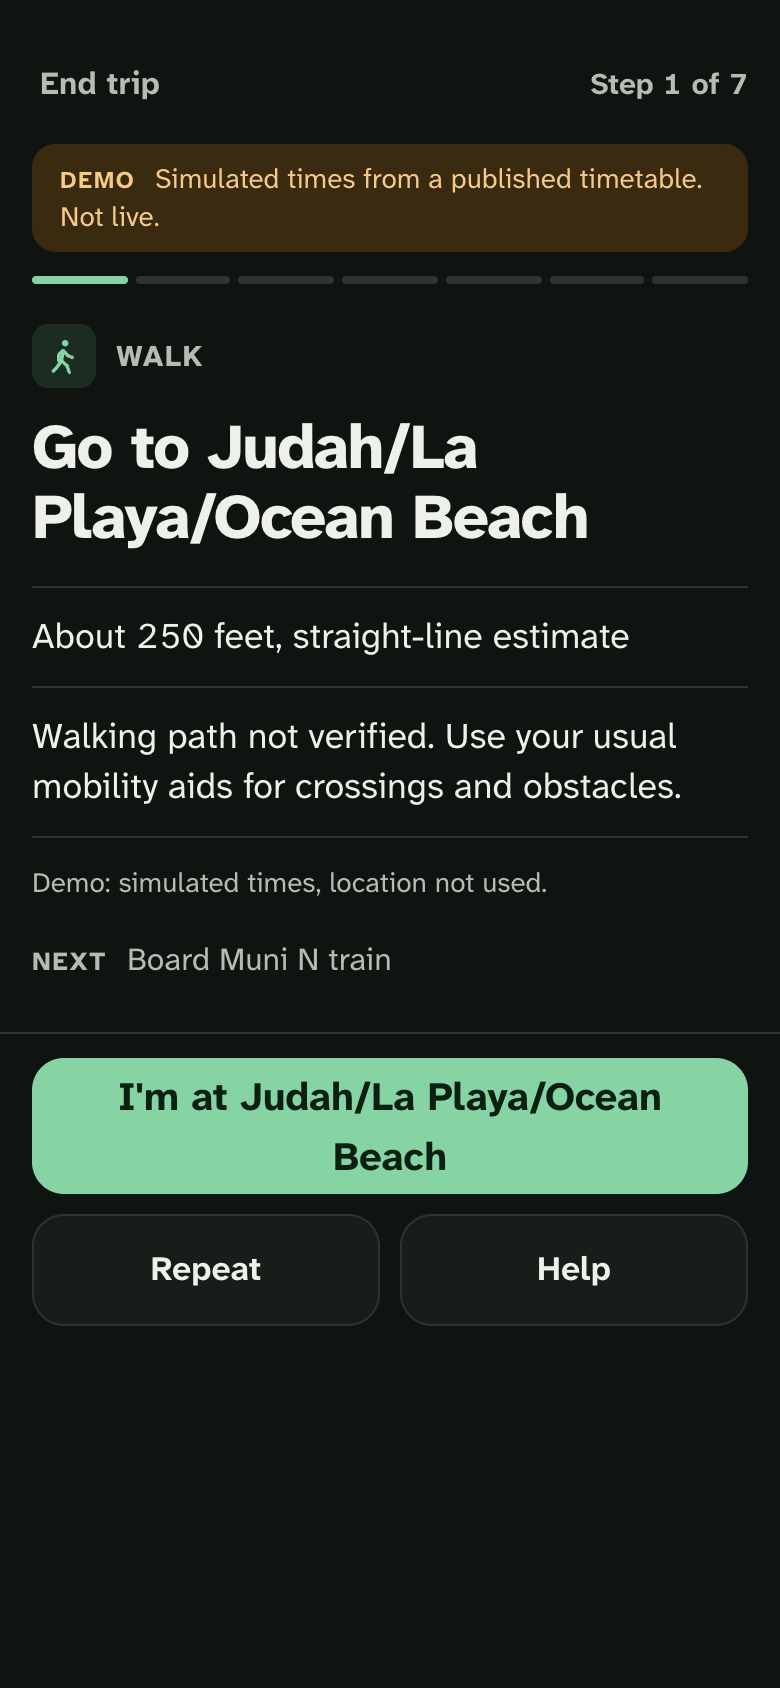 End trip
Step 1 of 7
DEMO Simulated times from a published timetable.
Not live.
WALK
Go to Judah/La
Playa/Ocean Beach
About 250 feet, straight-line estimate
Walking path not verified. Use your usual
mobility aids for crossings and obstacles.
Demo: simulated times, location not used.
NEXT Board Muni N train
I'm at Judah/La Playa/Ocean
Beach
Repeat
Help